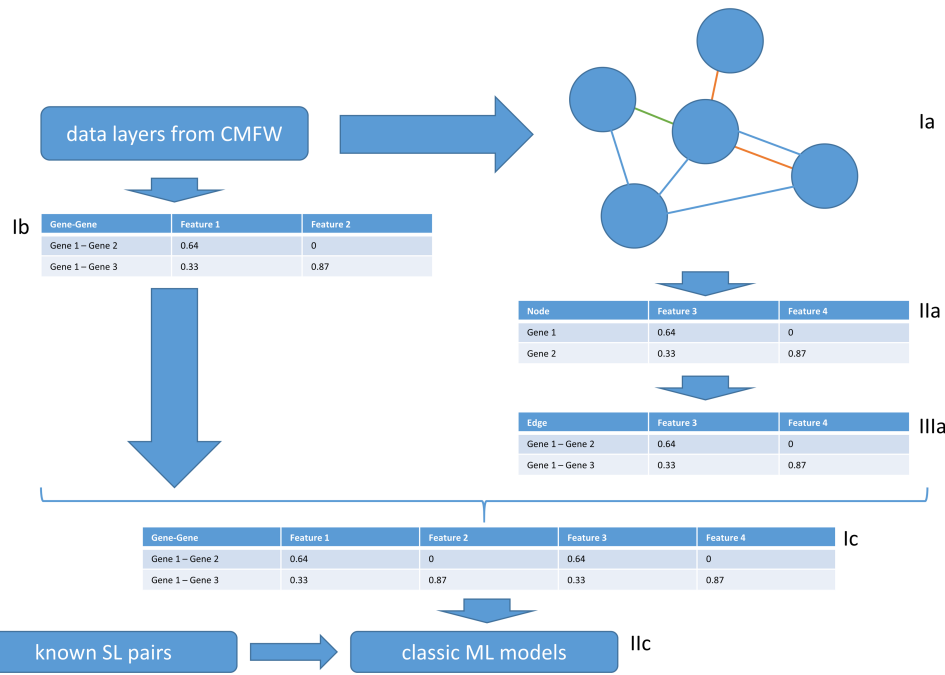 data layers from CMFW
Ia
Ib
Gene-Gene Feature 1 Feature 2
Gene 1 – Gene 2 0.64 0
Gene 1 – Gene 3 0.33 0.87
IIa
Node Feature 3 Feature 4
Gene 1 0.64 0
Gene 2 0.33 0.87
IIIa
Edge Feature 3 Feature 4
Gene 1 – Gene 2 0.64 0
Gene 1 – Gene 3 0.33 0.87
Ic
Gene-Gene Feature 1 Feature 2 Feature 3 Feature 4
Gene 1 – Gene 2 0.64 0 0.64 0
Gene 1 – Gene 3 0.33 0.87 0.33 0.87
known SL pairs
classic ML models
IIc